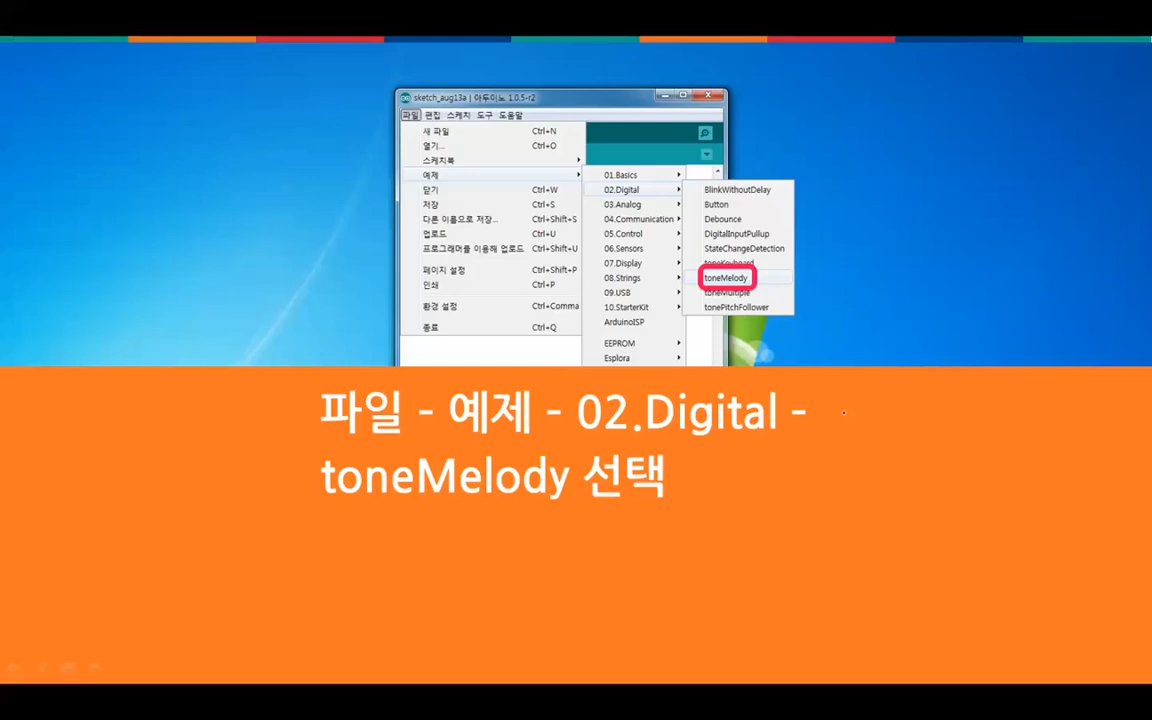 sketch_aug13a | 아두이노 1.0.5-r2
파일 편집 스케치 도구 도움말
새 파일 Ctrl+N
열기... Ctrl+O
스케치북
예제
닫기 Ctrl+W
저장 Ctrl+S
다른 이름으로 저장... Ctrl+Shift+S
업로드 Ctrl+U
프로그래머를 이용해 업로드 Ctrl+Shift+U
페이지 설정 Ctrl+Shift+P
인쇄 Ctrl+P
환경 설정 Ctrl+Comma
종료 Ctrl+Q
01.Basics
02.Digital
03.Analog
04.Communication
05.Control
06.Sensors
07.Display
08.Strings
09.USB
10.StarterKit
ArduinoISP
EEPROM
Esplora
BlinkWithoutDelay
Button
Debounce
DigitalInputPullup
StateChangeDetection
toneKeyboard
toneMelody
toneMultiple
tonePitchFollower
파일 - 예제 - 02.Digital -
toneMelody 선택